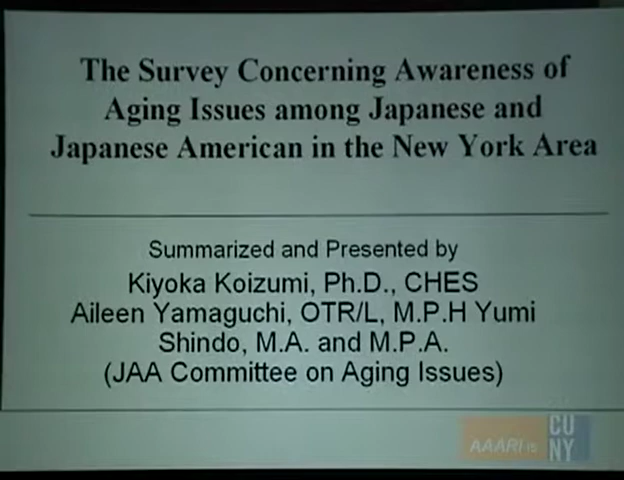 The Survey Concerning Awareness of
Aging Issues among Japanese and
Japanese American in the New York Area
Summarized and Presented by
Kiyoka Koizumi, Ph.D., CHES
Aileen Yamaguchi, OTR/L, M.P.H Yumi
Shindo, M.A. and M.P.A.
(JAA Committee on Aging Issues)
AAARI is CU
NY